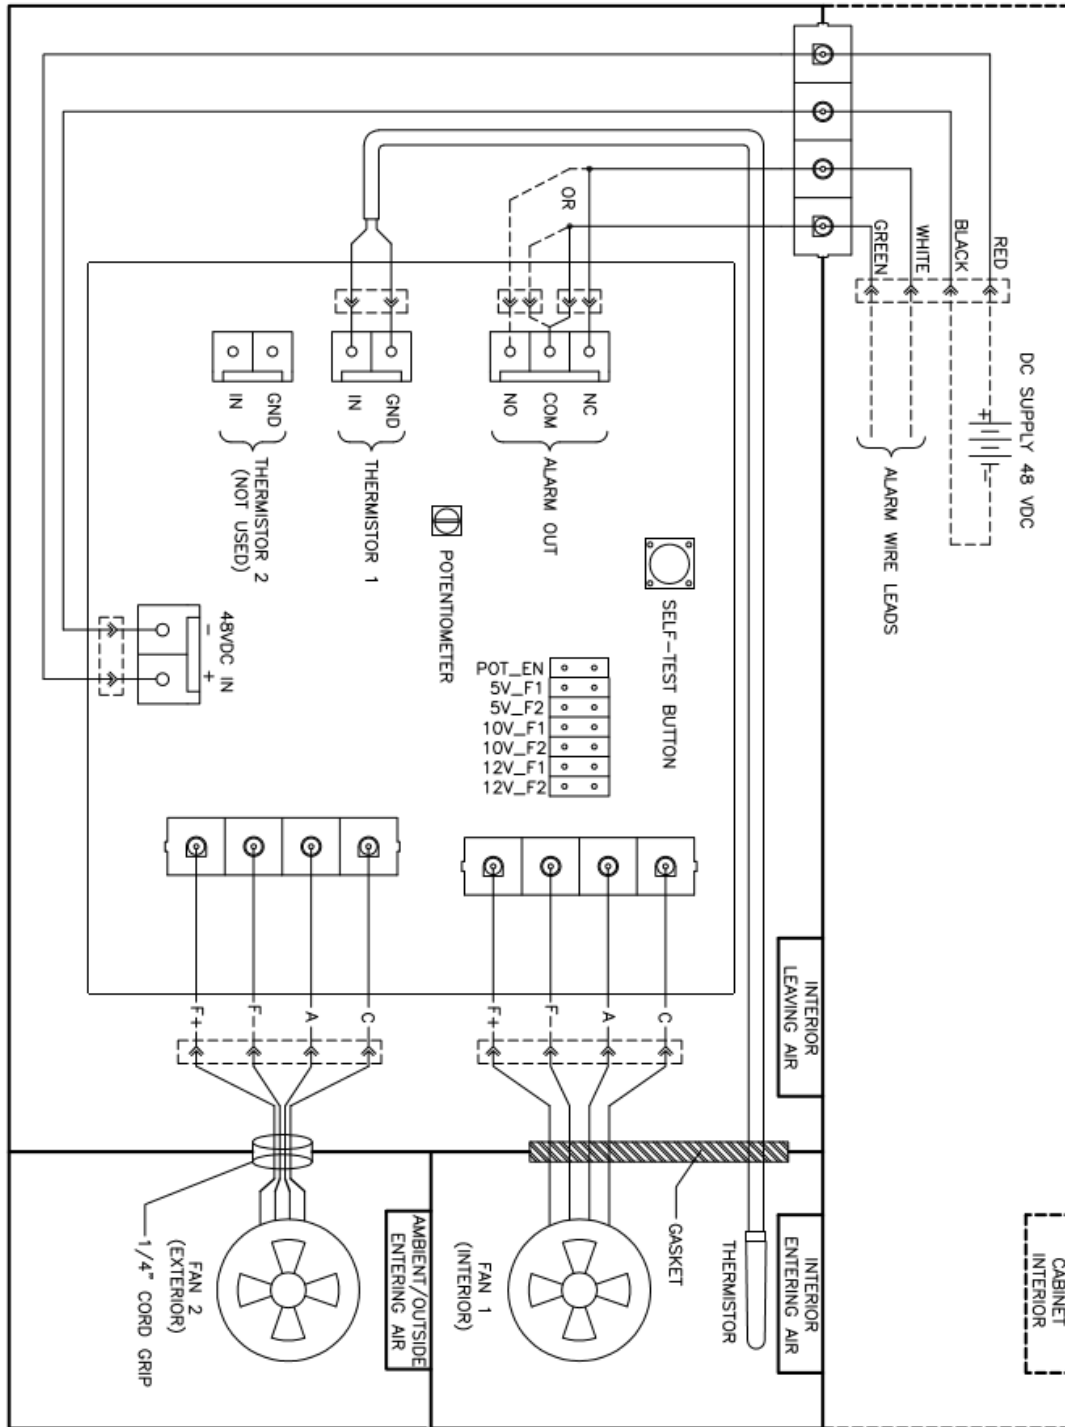 RED
BLACK
WHITE
GREEN
DC SUPPLY 48 VDC
+
-
ALARM WIRE LEADS
OR
NC
COM
NO
ALARM OUT
GND
IN
THERMISTOR 1
GND
IN
THERMISTOR 2
(NOT USED)
POTENTIOMETER
SELF-TEST BUTTON
48VDC IN
-
+
POT_EN
5V_F1
5V_F2
10V_F1
10V_F2
12V_F1
12V_F2
F+
F-
A
C
F+
F-
A
C
INTERIOR
LEAVING AIR
INTERIOR
ENTERING AIR
AMBIENT/OUTSIDE
ENTERING AIR
GASKET
THERMISTOR
FAN 1
(INTERIOR)
FAN 2
(EXTERIOR)
1/4" CORD GRIP
CABINET
INTERIOR